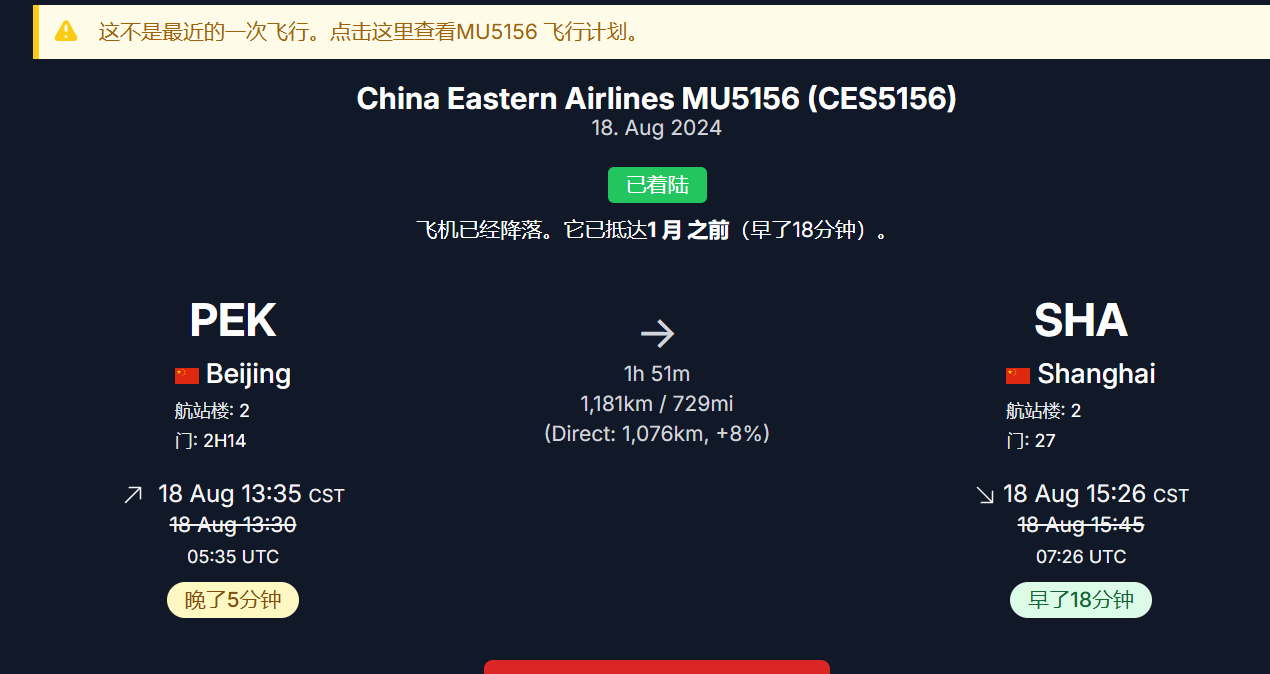 这不是最近的一次飞行。点击这里查看MU5156 飞行计划。
China Eastern Airlines MU5156 (CES5156)
18. Aug 2024
已着陆
飞机已经降落。它已抵达1 月 之前（早了18分钟）。
PEK
Beijing
航站楼: 2
门: 2H14
18 Aug 13:35 CST
18 Aug 13:30
05:35 UTC
晚了5分钟
1h 51m
1,181km / 729mi
(Direct: 1,076km, +8%)
SHA
Shanghai
航站楼: 2
门: 27
18 Aug 15:26 CST
18 Aug 15:45
07:26 UTC
早了18分钟